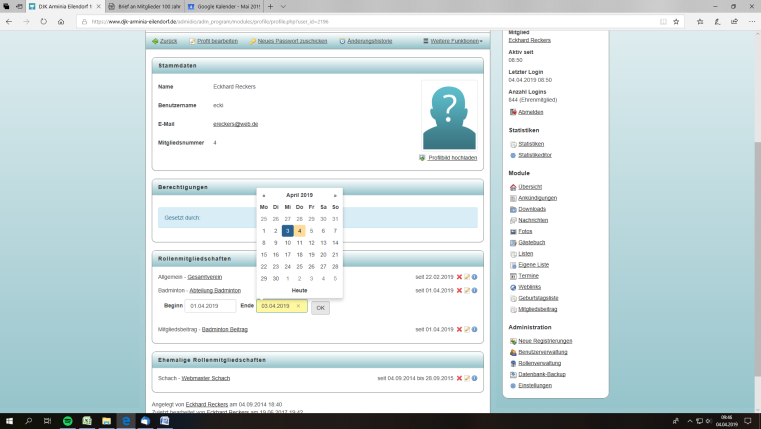 DJK Arminia Eilendorf 1
Brief an Mitglieder 100 Jahr
Google Kalender - Mai 201
https://www.djk-arminia-eilendorf.de/admidio/adm_program/modules/profile/profile.php?user_id=2196
Zurück Profil bearbeiten Neues Passwort zuschicken Änderungshistorie Weitere Funktionen
Stammdaten
Name Eckhard Reckers
Benutzername ecki
E-Mail ereckers@web.de
Mitgliedsnummer 4
Profilbild hochladen
Berechtigungen
Gesetzt durch
« April 2019 »
Mo Di Mi Do Fr Sa So
25 26 27 28 29 30 31
1 2 3 4 5 6 7
8 9 10 11 12 13 14
15 16 17 18 19 20 21
22 23 24 25 26 27 28
29 30 1 2 3 4 5
Heute
Rollenmitgliedschaften
Allgemein - Gesamtverein seit 22.02.2019
Badminton - Abteilung Badminton seit 01.04.2019
Beginn 01.04.2019 Ende 03.04.2019 × OK
Mitgliedsbeitrag - Badminton Beitrag seit 01.04.2019
Ehemalige Rollenmitgliedschaften
Schach - Webmaster Schach seit 04.09.2014 bis 28.09.2015
Angelegt von Eckhard Reckers am 04.09.2014 18:40
Zuletzt bearbeitet von Eckhard Reckers am 19.06.2017 19:43
Mitglied
Eckhard Reckers
Aktiv seit
08:50
Letzter Login
04.04.2019 08:50
Anzahl Logins
844 (Ehrenmitglied)
Abmelden
Statistiken
Statistiken
Statistikeditor
Module
Übersicht
Ankündigungen
Downloads
Nachrichten
Fotos
Gästebuch
Listen
Eigene Liste
Termine
Weblinks
Geburtstagsliste
Mitgliedsbeitrag
Administration
Neue Registrierungen
Benutzerverwaltung
Rollenverwaltung
Datenbank-Backup
Einstellungen
09:46
04.04.2019